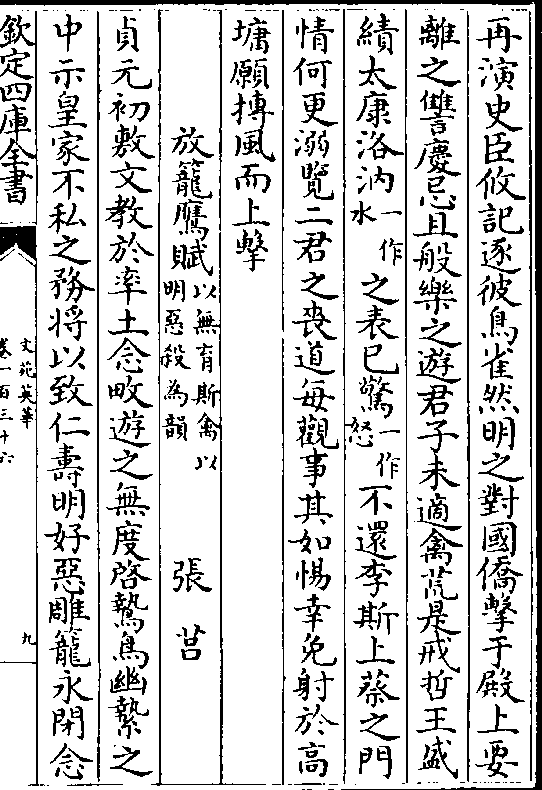 再演史臣攸記逐彼鳥雀然明之對國僑擊于殿上要
離之讐慶忌且般樂之遊君子未適禽荒是戒哲王盛
績太康洛汭一作水之表已驚一作怒不還李斯上蔡之門
情何更溺覽二君之喪道每觀事其如惕幸免射於高
墉願摶風而上擊
放籠鷹賦以無育斯禽以明惡殺為韻 張莒
貞元初敷文教於率土念畋遊之無度啓鷙鳥幽縶之
中示皇家不私之務將以致仁壽明好惡雕籠永閉念
欽定四庫全書
文苑英華
卷一百三十六
九